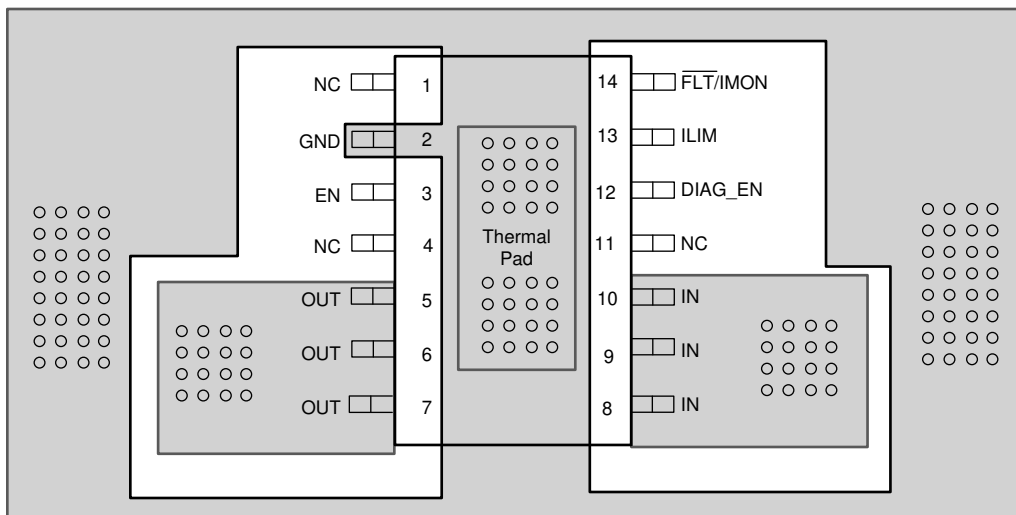 NC 1
GND 2
EN 3
NC 4
OUT 5
OUT 6
OUT 7
Thermal
Pad
14 F̅L̅T̅/IMON
13 ILIM
12 DIAG_EN
11 NC
10 IN
9 IN
8 IN